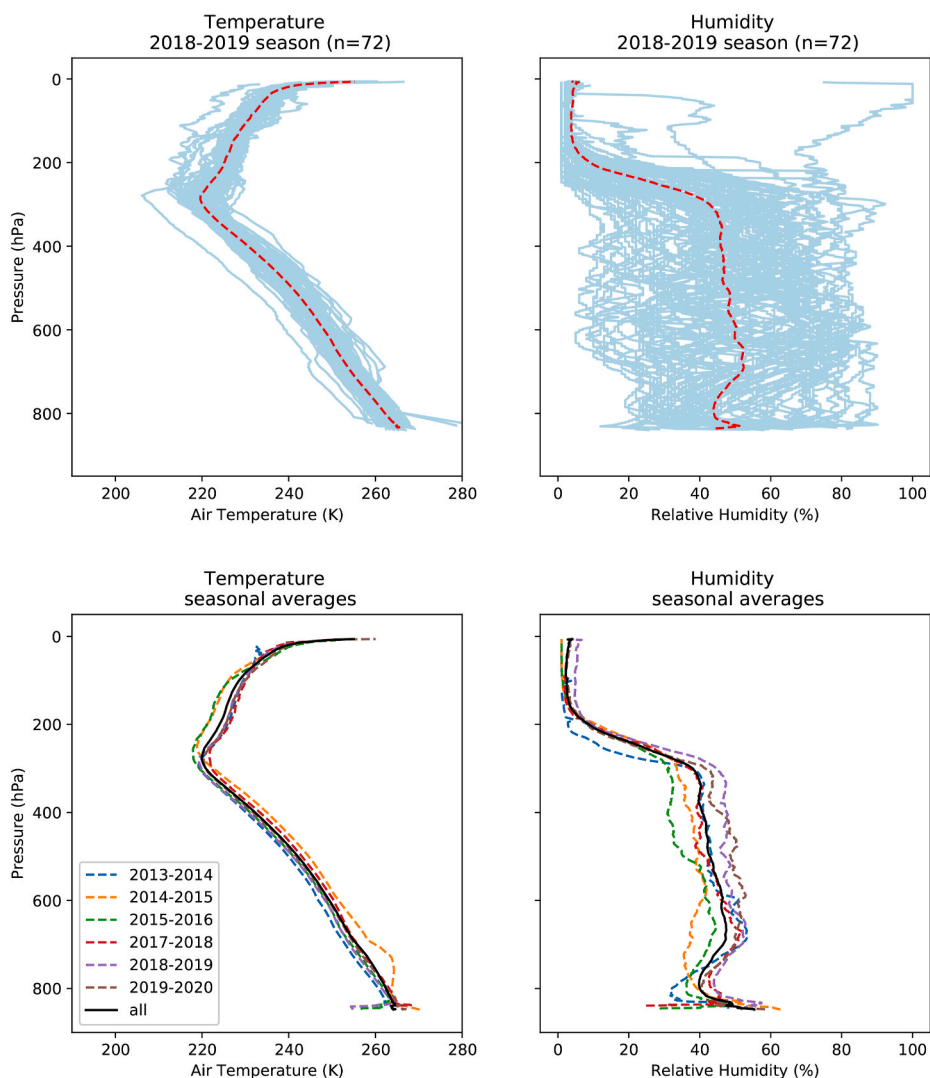 Temperature
2018-2019 season (n=72)
Humidity
2018-2019 season (n=72)
0
200
400
600
800
Pressure (hPa)
200
220
240
260
280
Air Temperature (K)
0
20
40
60
80
100
Relative Humidity (%)
Temperature
seasonal averages
Humidity
seasonal averages
0
200
400
600
800
Pressure (hPa)
2013-2014
2014-2015
2015-2016
2017-2018
2018-2019
2019-2020
all
200
220
240
260
280
Air Temperature (K)
0
20
40
60
80
100
Relative Humidity (%)